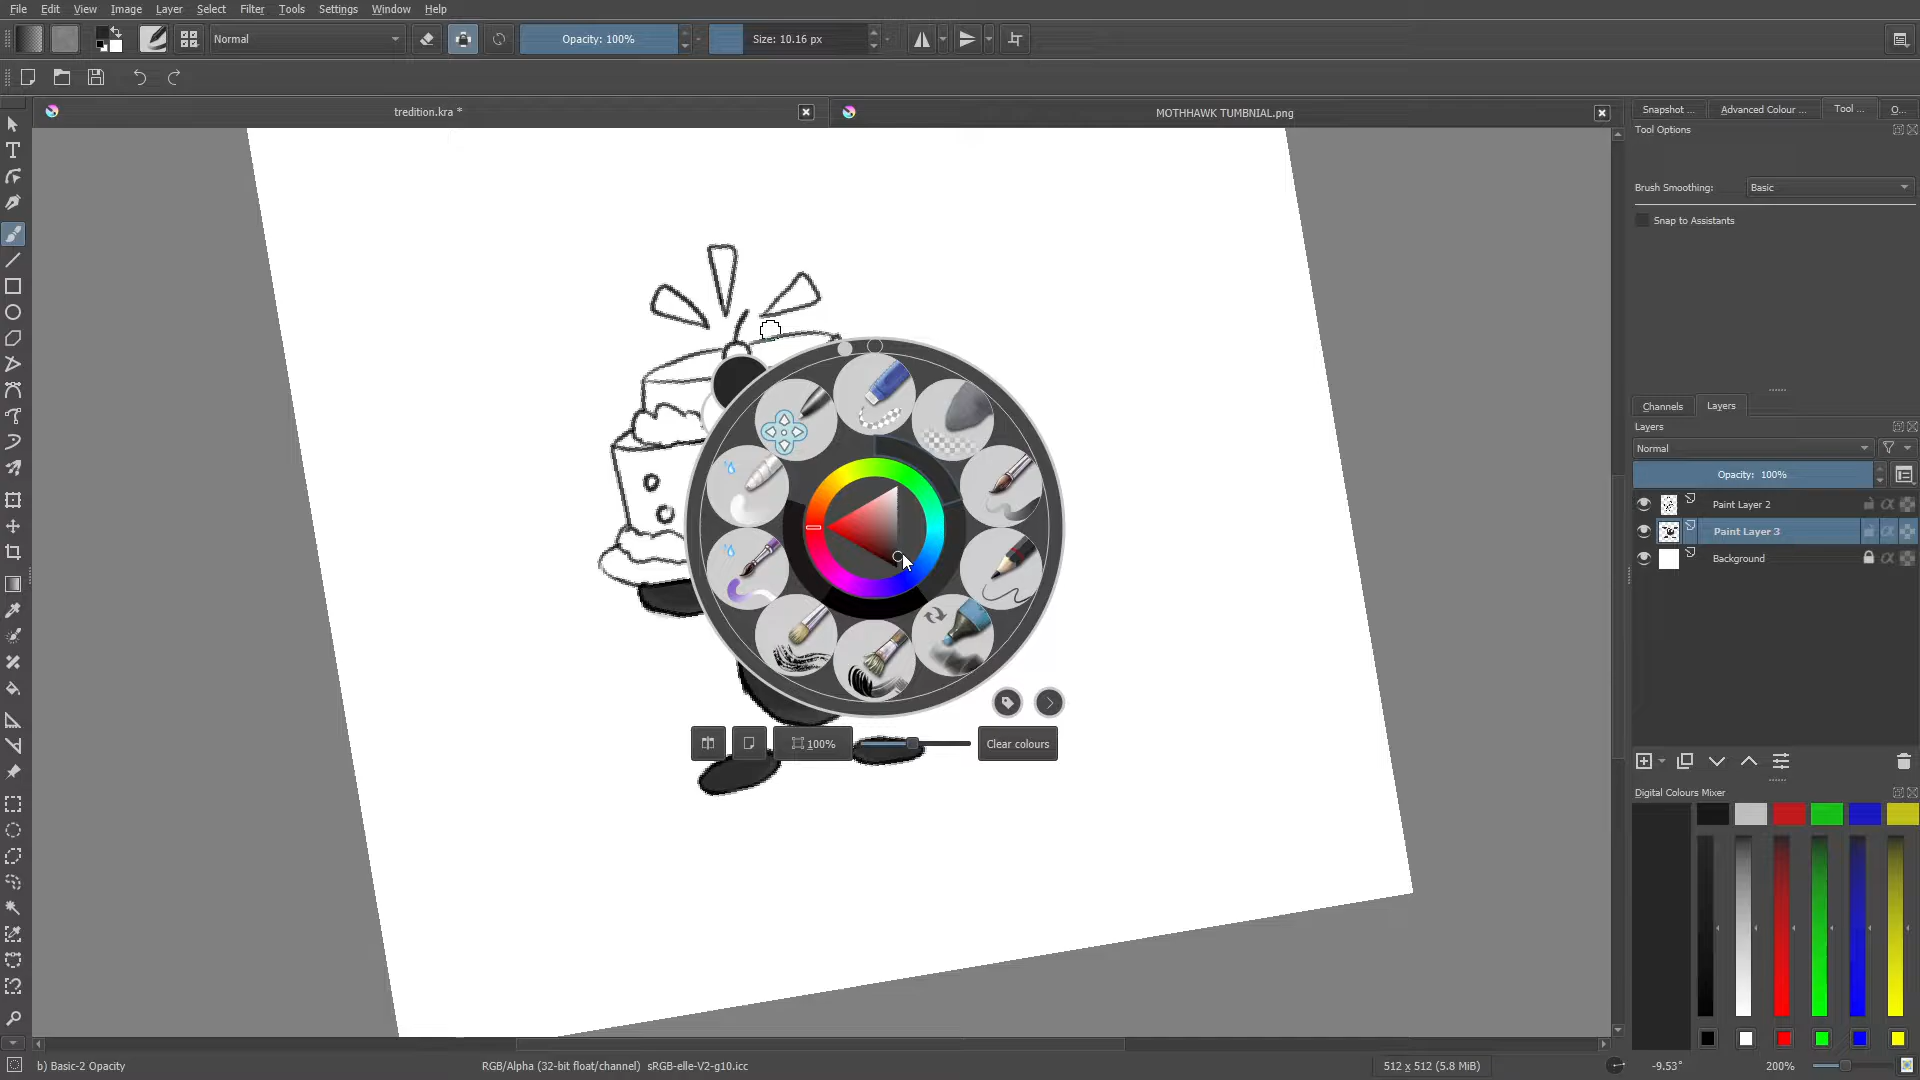 File Edit View Image Layer Select Filter Tools Settings Window Help
Normal
Opacity: 100%
Size: 10.16 px
tredition.kra *
MOTHHAWK TUMBNIAL.png
Snapshot ...
Advanced Colour ...
Tool ...
O...
Tool Options
Brush Smoothing:
Basic
Snap to Assistants
Channels
Layers
Layers
Normal
Opacity: 100%
Paint Layer 2
Paint Layer 3
Background
100%
Clear colours
Digital Colours Mixer
b) Basic-2 Opacity
RGB/Alpha (32-bit float/channel) sRGB-elle-V2-g10.icc
512 x 512 (5.8 MiB)
-9.53°
200%